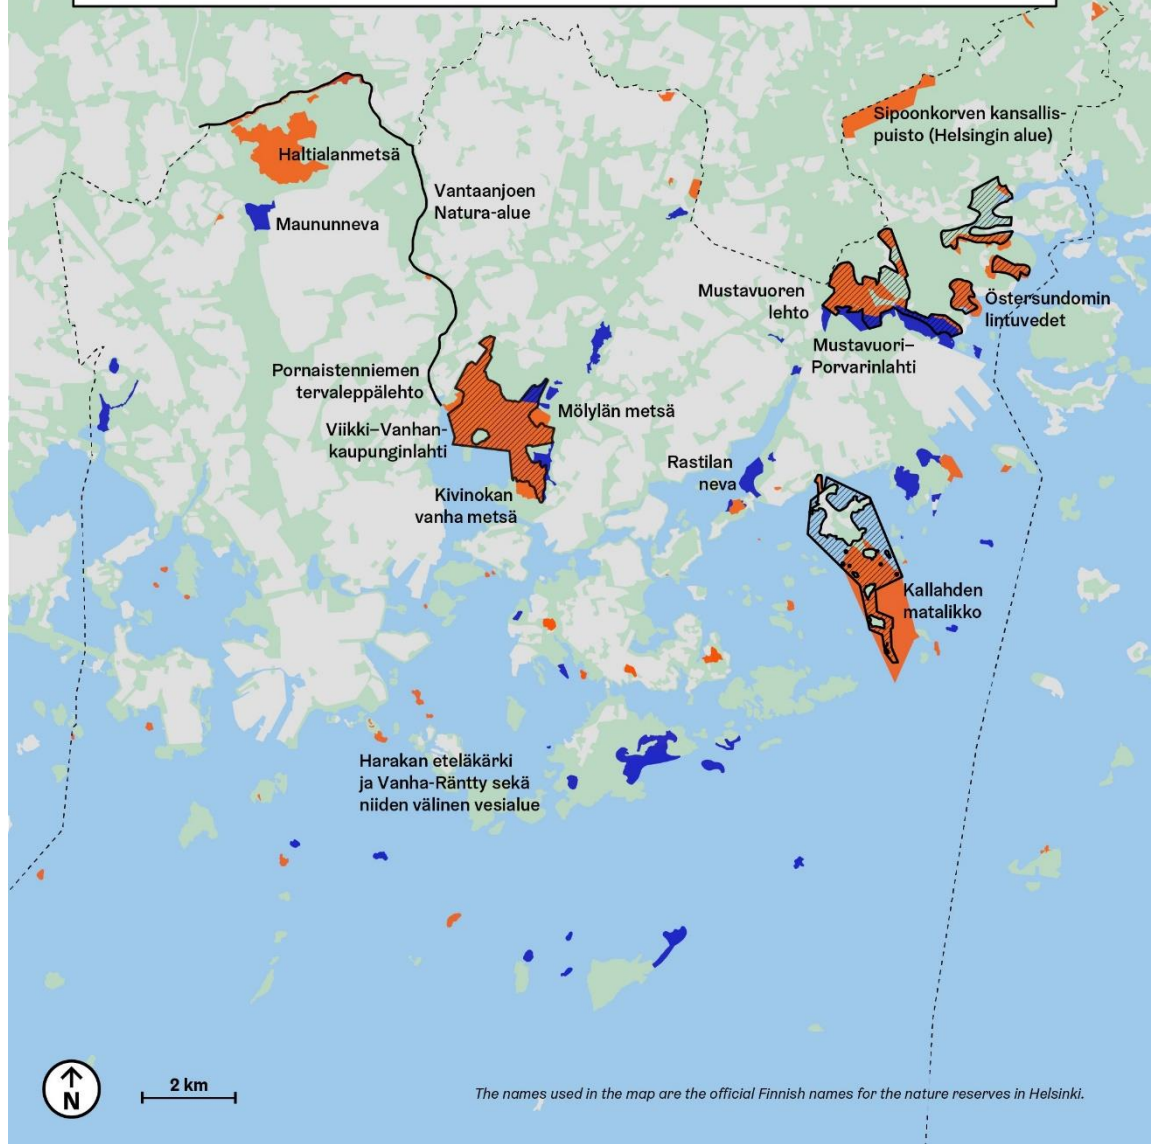 Sipoonkorven kansallis-
puisto (Helsingin alue)
Haltialanmetsä
Vantaanjoen
Natura-alue
Maununneva
Mustavuoren
lehto
Östersundomin
lintuvedet
Mustavuori–
Porvarinlahti
Pornaistenniemen
tervaleppälehto
Mölylän metsä
Viikki–Vanhan-
kaupunginlahti
Rastilan
neva
Kivinokan
vanha metsä
Kallahden
matalikko
Harakan eteläkärki
ja Vanha-Räntty sekä
niiden välinen vesialue
N
2 km
The names used in the map are the official Finnish names for the nature reserves in Helsinki.